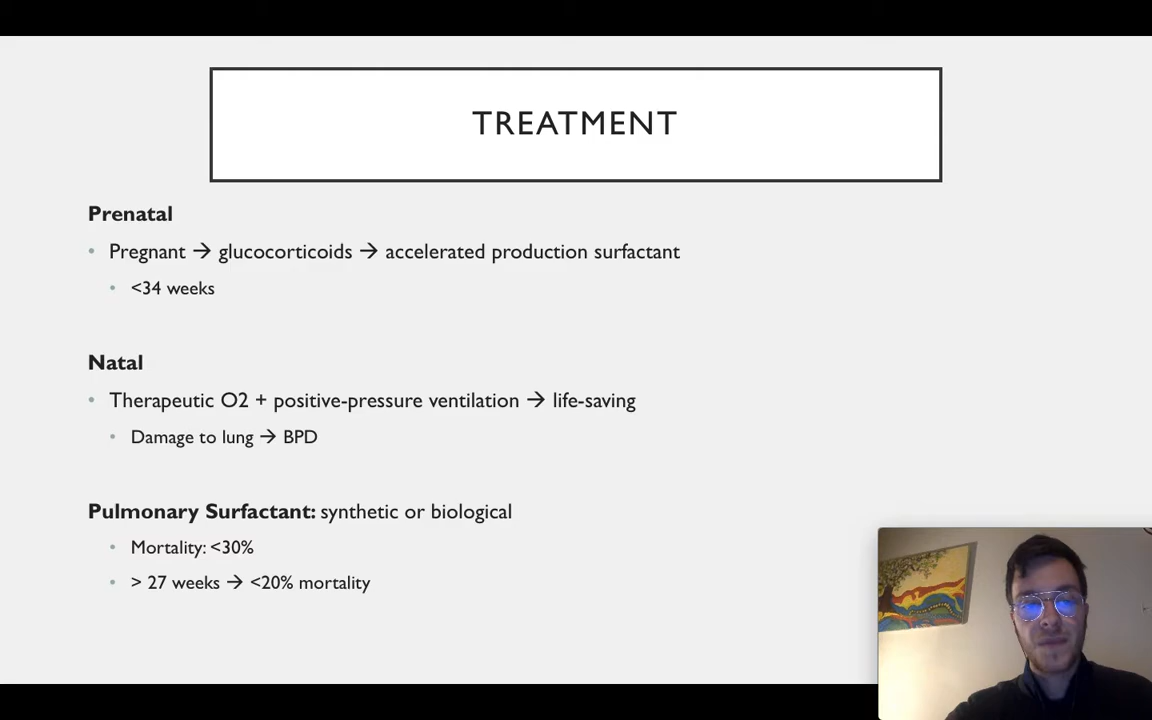 TREATMENT
Prenatal
• Pregnant → glucocorticoids → accelerated production surfactant
• <34 weeks
Natal
• Therapeutic O2 + positive-pressure ventilation → life-saving
• Damage to lung → BPD
Pulmonary Surfactant: synthetic or biological
• Mortality: <30%
• > 27 weeks → <20% mortality